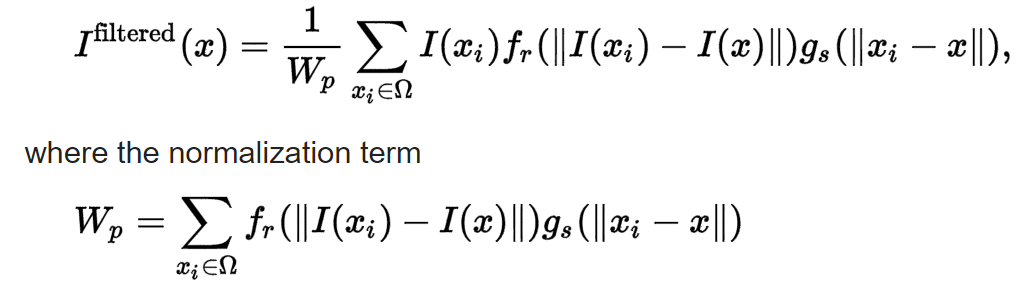 I^filtered(x) = 1/W_p ∑_{x_i∈Ω} I(x_i)f_r(‖I(x_i) − I(x)‖)g_s(‖x_i − x‖),
where the normalization term
W_p = ∑_{x_i∈Ω} f_r(‖I(x_i) − I(x)‖)g_s(‖x_i − x‖)